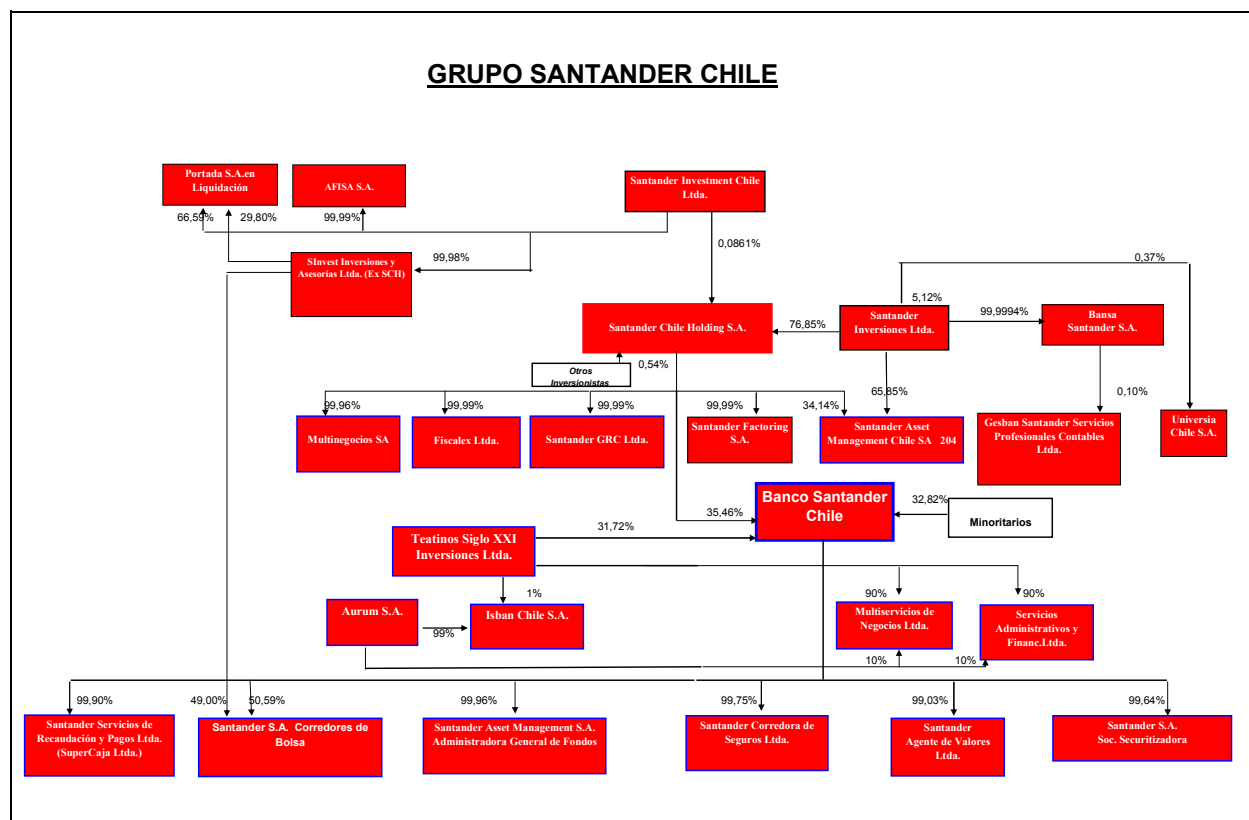 GRUPO SANTANDER CHILE
Portada S.A.en
Liquidación
AFISA S.A.
Santander Investment Chile
Ltda.
66,59%
29,80%
99,99%
0,0861%
99,98%
SInvest Inversiones y
Asesorías Ltda. (Ex SCH)
0,37%
5,12%
Santander Chile Holding S.A.
76,85%
Santander
Inversiones Ltda.
99,9994%
Bansa
Santander S.A.
Otros
Inversionistas
0,54%
65,85%
0,10%
99,96%
99,99%
99,99%
99,99%
34,14%
Multinegocios SA
Fiscalex Ltda.
Santander GRC Ltda.
Santander Factoring
S.A.
Santander Asset
Management Chile SA 204
Gesban Santander Servicios
Profesionales Contables
Ltda.
Universia
Chile S.A.
35,46%
Banco Santander
Chile
32,82%
Minoritarios
31,72%
Teatinos Siglo XXI
Inversiones Ltda.
1%
90%
90%
Aurum S.A.
99%
Isban Chile S.A.
Multiservicios de
Negocios Ltda.
Servicios
Administrativos y
Financ.Ltda.
10%
10%
99,90%
49,00%
50,59%
99,96%
99,75%
99,03%
99,64%
Santander Servicios de
Recaudación y Pagos Ltda.
(SuperCaja Ltda.)
Santander S.A. Corredores de
Bolsa
Santander Asset Management S.A.
Administradora General de Fondos
Santander Corredora de
Seguros Ltda.
Santander
Agente de Valores
Ltda.
Santander S.A.
Soc. Securitizadora